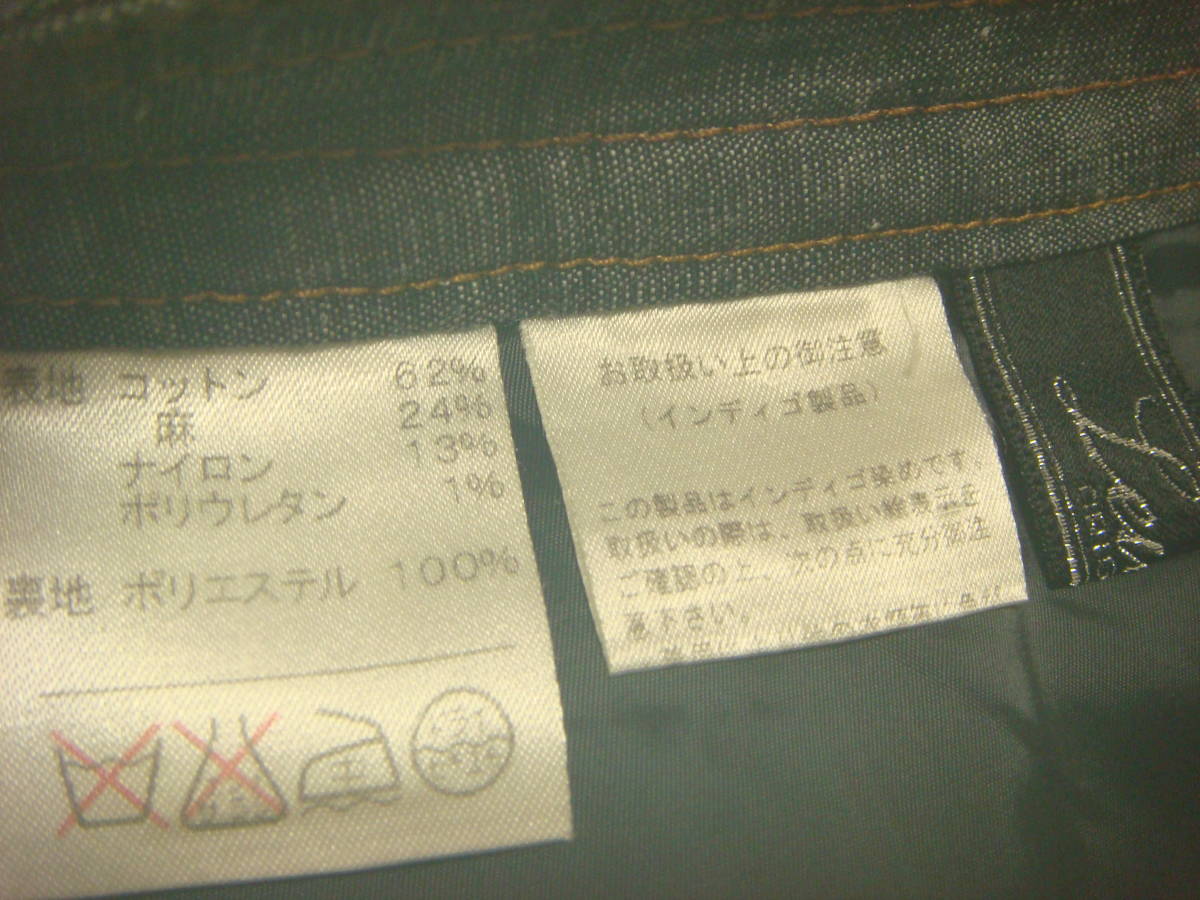 表地 コットン 62%
麻 24%
ナイロン 13%
ポリウレタン 1%
裏地 ポリエステル 100%
お取扱い上の御注意
(インディゴ製品)
この製品はインディゴ染めです。
取扱いの際は、取扱い絵表示を
ご確認の上、次の点に充分御注
意下さい。